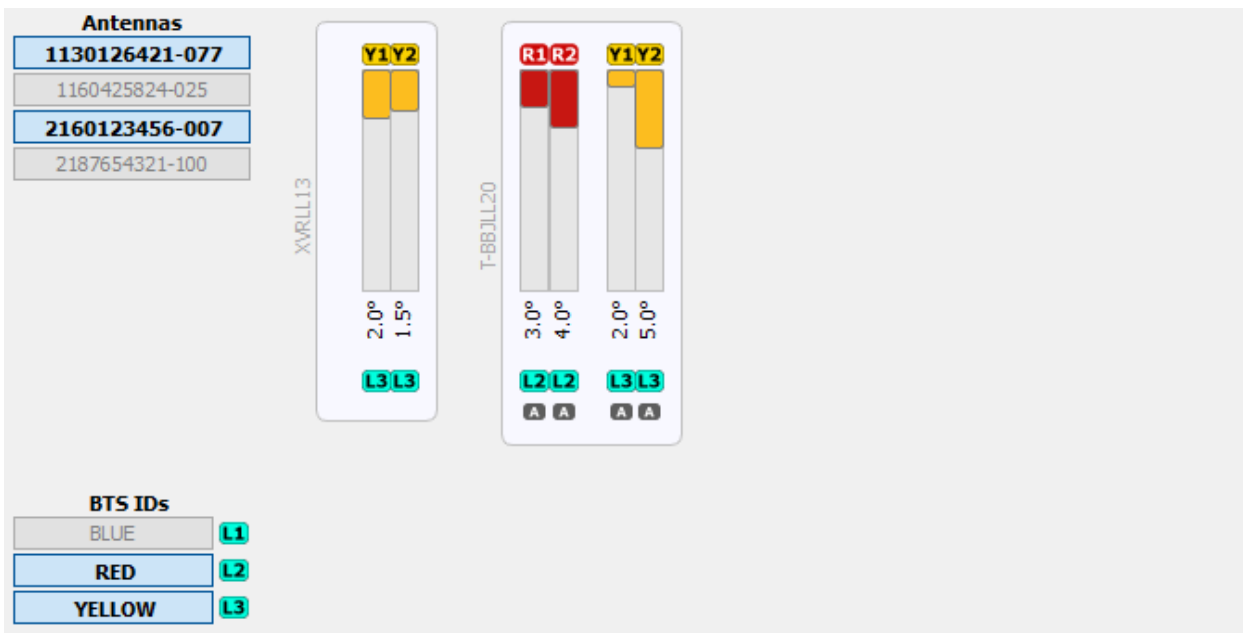 Antennas
1130126421-077
1160425824-025
2160123456-007
2187654321-100
XVRLL13
Y1 Y2
2.0° 1.5°
L3 L3
T-BBJLL20
R1 R2 Y1 Y2
3.0° 4.0° 2.0° 5.0°
L2 L2 L3 L3
A A A A
BTS IDs
BLUE L1
RED L2
YELLOW L3